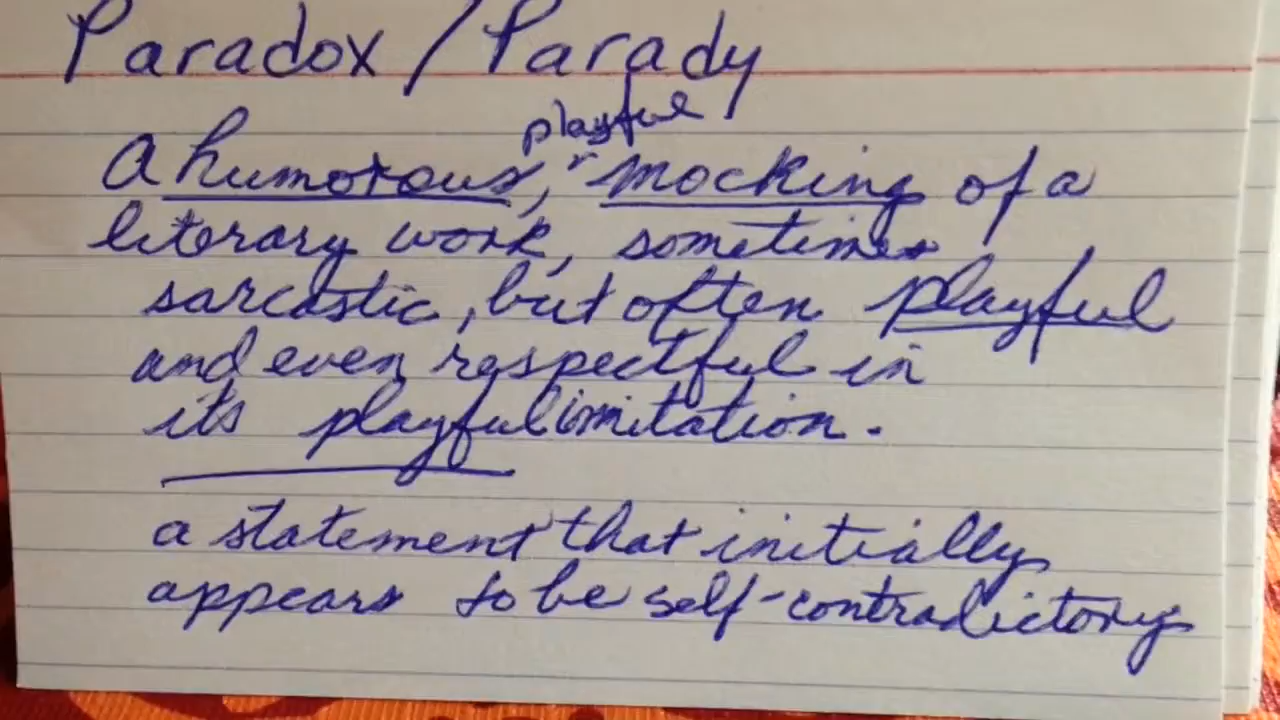 Paradox / Parady
playful
A humorous, mocking of a
literary work, sometimes
sarcastic, but often playful
and even respectful in
its playful imitation.
a statement that initially
appears to be self-contradictory